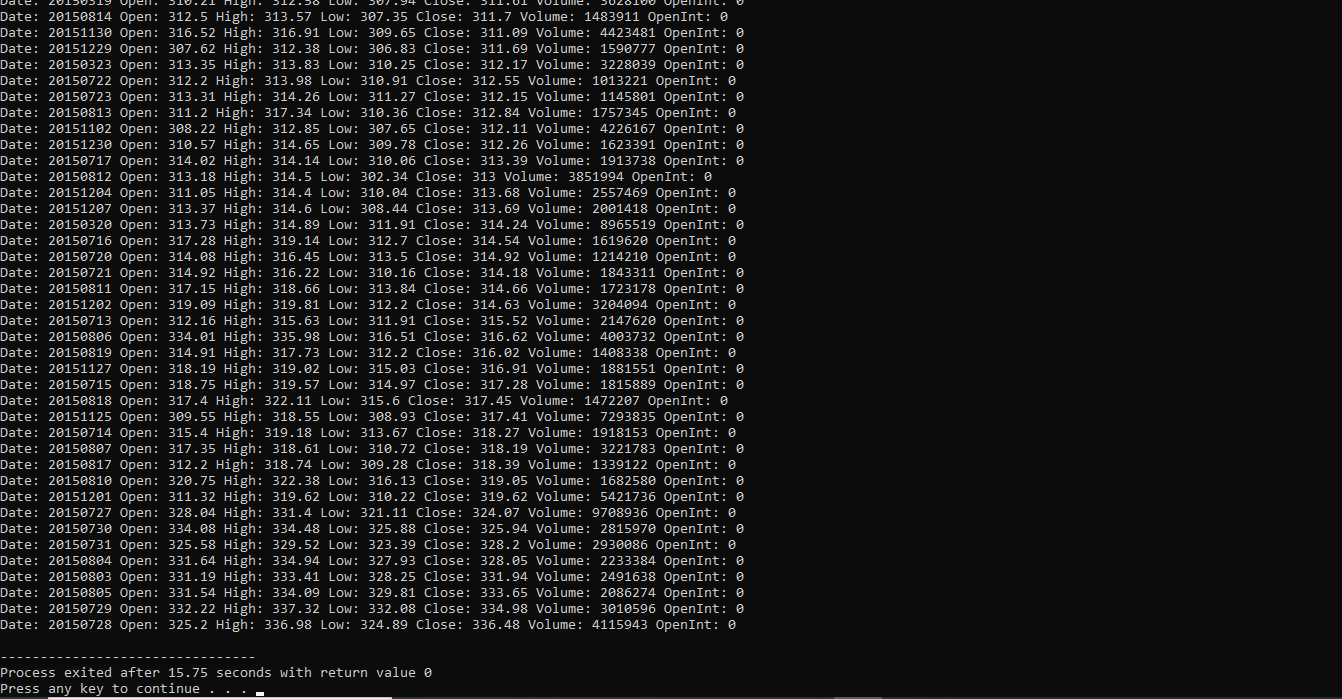 Date: 20150319 Open: 310.21 High: 312.58 Low: 307.94 Close: 311.61 Volume: 3628100 OpenInt: 0
Date: 20150814 Open: 312.5 High: 313.57 Low: 307.35 Close: 311.7 Volume: 1483911 OpenInt: 0
Date: 20151130 Open: 316.52 High: 316.91 Low: 309.65 Close: 311.09 Volume: 4423481 OpenInt: 0
Date: 20151229 Open: 307.62 High: 312.38 Low: 306.83 Close: 311.69 Volume: 1590777 OpenInt: 0
Date: 20150323 Open: 313.35 High: 313.83 Low: 310.25 Close: 312.17 Volume: 3228039 OpenInt: 0
Date: 20150722 Open: 312.2 High: 313.98 Low: 310.91 Close: 312.55 Volume: 1013221 OpenInt: 0
Date: 20150723 Open: 313.31 High: 314.26 Low: 311.27 Close: 312.15 Volume: 1145801 OpenInt: 0
Date: 20150813 Open: 311.2 High: 317.34 Low: 310.36 Close: 312.84 Volume: 1757345 OpenInt: 0
Date: 20151102 Open: 308.22 High: 312.85 Low: 307.65 Close: 312.11 Volume: 4226167 OpenInt: 0
Date: 20151230 Open: 310.57 High: 314.65 Low: 309.78 Close: 312.26 Volume: 1623391 OpenInt: 0
Date: 20150717 Open: 314.02 High: 314.14 Low: 310.06 Close: 313.39 Volume: 1913738 OpenInt: 0
Date: 20150812 Open: 313.18 High: 314.5 Low: 302.34 Close: 313 Volume: 3851994 OpenInt: 0
Date: 20151204 Open: 311.05 High: 314.4 Low: 310.04 Close: 313.68 Volume: 2557469 OpenInt: 0
Date: 20151207 Open: 313.37 High: 314.6 Low: 308.44 Close: 313.69 Volume: 2001418 OpenInt: 0
Date: 20150320 Open: 313.73 High: 314.89 Low: 311.91 Close: 314.24 Volume: 8965519 OpenInt: 0
Date: 20150716 Open: 317.28 High: 319.14 Low: 312.7 Close: 314.54 Volume: 1619620 OpenInt: 0
Date: 20150720 Open: 314.08 High: 316.45 Low: 313.5 Close: 314.92 Volume: 1214210 OpenInt: 0
Date: 20150721 Open: 314.92 High: 316.22 Low: 310.16 Close: 314.18 Volume: 1843311 OpenInt: 0
Date: 20150811 Open: 317.15 High: 318.66 Low: 313.84 Close: 314.66 Volume: 1723178 OpenInt: 0
Date: 20151202 Open: 319.09 High: 319.81 Low: 312.2 Close: 314.63 Volume: 3204094 OpenInt: 0
Date: 20150713 Open: 312.16 High: 315.63 Low: 311.91 Close: 315.52 Volume: 2147620 OpenInt: 0
Date: 20150806 Open: 334.01 High: 335.98 Low: 316.51 Close: 316.62 Volume: 4003732 OpenInt: 0
Date: 20150819 Open: 314.91 High: 317.73 Low: 312.2 Close: 316.02 Volume: 1408338 OpenInt: 0
Date: 20151127 Open: 318.19 High: 319.02 Low: 315.03 Close: 316.91 Volume: 1881551 OpenInt: 0
Date: 20150715 Open: 318.75 High: 319.57 Low: 314.97 Close: 317.28 Volume: 1815889 OpenInt: 0
Date: 20150818 Open: 317.4 High: 322.11 Low: 315.6 Close: 317.45 Volume: 1472207 OpenInt: 0
Date: 20151125 Open: 309.55 High: 318.55 Low: 308.93 Close: 317.41 Volume: 7293835 OpenInt: 0
Date: 20150714 Open: 315.4 High: 319.18 Low: 313.67 Close: 318.27 Volume: 1918153 OpenInt: 0
Date: 20150807 Open: 317.35 High: 318.61 Low: 310.72 Close: 318.19 Volume: 3221783 OpenInt: 0
Date: 20150817 Open: 312.2 High: 318.74 Low: 309.28 Close: 318.39 Volume: 1339122 OpenInt: 0
Date: 20150810 Open: 320.75 High: 322.38 Low: 316.13 Close: 319.05 Volume: 1682580 OpenInt: 0
Date: 20151201 Open: 311.32 High: 319.62 Low: 310.22 Close: 319.62 Volume: 5421736 OpenInt: 0
Date: 20150727 Open: 328.04 High: 331.4 Low: 321.11 Close: 324.07 Volume: 9708936 OpenInt: 0
Date: 20150730 Open: 334.08 High: 334.48 Low: 325.88 Close: 325.94 Volume: 2815970 OpenInt: 0
Date: 20150731 Open: 325.58 High: 329.52 Low: 323.39 Close: 328.2 Volume: 2930086 OpenInt: 0
Date: 20150804 Open: 331.64 High: 334.94 Low: 327.93 Close: 328.05 Volume: 2233384 OpenInt: 0
Date: 20150803 Open: 331.19 High: 333.41 Low: 328.25 Close: 331.94 Volume: 2491638 OpenInt: 0
Date: 20150805 Open: 331.54 High: 334.09 Low: 329.81 Close: 333.65 Volume: 2086274 OpenInt: 0
Date: 20150729 Open: 332.22 High: 337.32 Low: 332.08 Close: 334.98 Volume: 3010596 OpenInt: 0
Date: 20150728 Open: 325.2 High: 336.98 Low: 324.89 Close: 336.48 Volume: 4115943 OpenInt: 0
--------------------------------
Process exited after 15.75 seconds with return value 0
Press any key to continue . . .